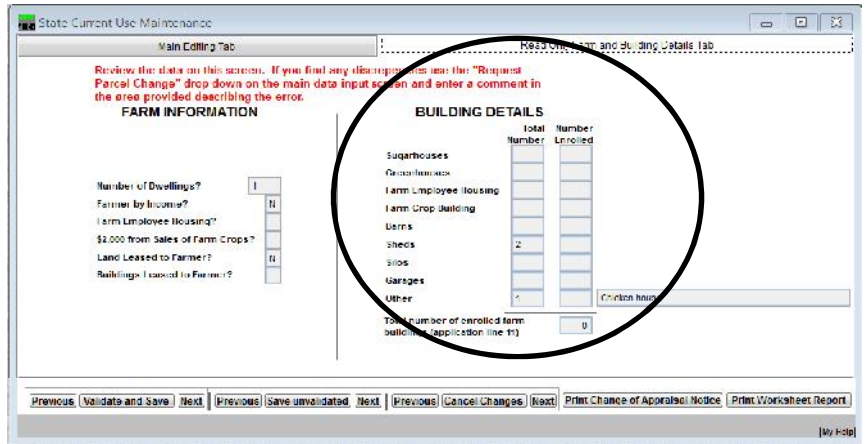 State Current Use Maintenance
Main Editing Tab
Read Only Farm and Building Details Tab
Review the data on this screen. If you find any discrepencies use the "Request
Parcel Change" drop down on the main data input screen and enter a comment in
the area provided describing the error.
FARM INFORMATION
Number of Dwellings? 1
Farmer by Income? N
Farm Employee Housing?
$2,000 from Sales of Farm Crops?
Land Leased to Farmer? N
Buildings Leased to Farmer?
BUILDING DETAILS
Total Number
Number Enrolled
Sugarhouses
Greenhouses
Farm Employee Housing
Farm Crop Building
Barns
Sheds 2
Silos
Garages
Other Chicken house
Total number of enrolled farm
buildings (application line 11) 0
Previous Validate and Save Next Previous Save unvalidated Next Previous Cancel Changes Next Print Change of Appraisal Notice Print Worksheet Report
My Help